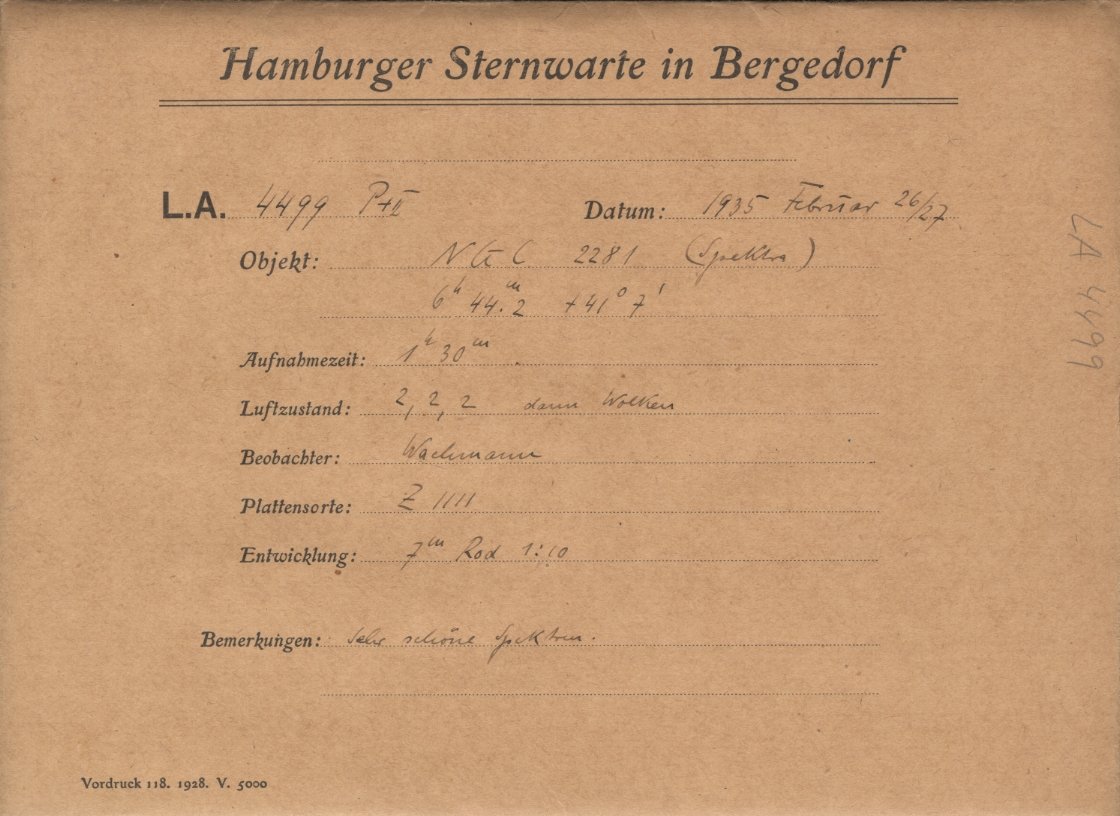 Hamburger Sternwarte in Bergedorf
L.A. 4499 P+II Datum: 1935 Februar 26/27
Objekt: NGC 2281 (Spektra)
6h 44.m2 +41° 7'
Aufnahmezeit: 1h 30m
Luftzustand: 2, 2, 2 dann Wolken
Beobachter: Wachmann
Plattensorte: Z 1111
Entwicklung: 7m Rod 1:10
Bemerkungen: Sehr schöne Spektren.
Vordruck 118. 1928. V. 5000
LA 4499